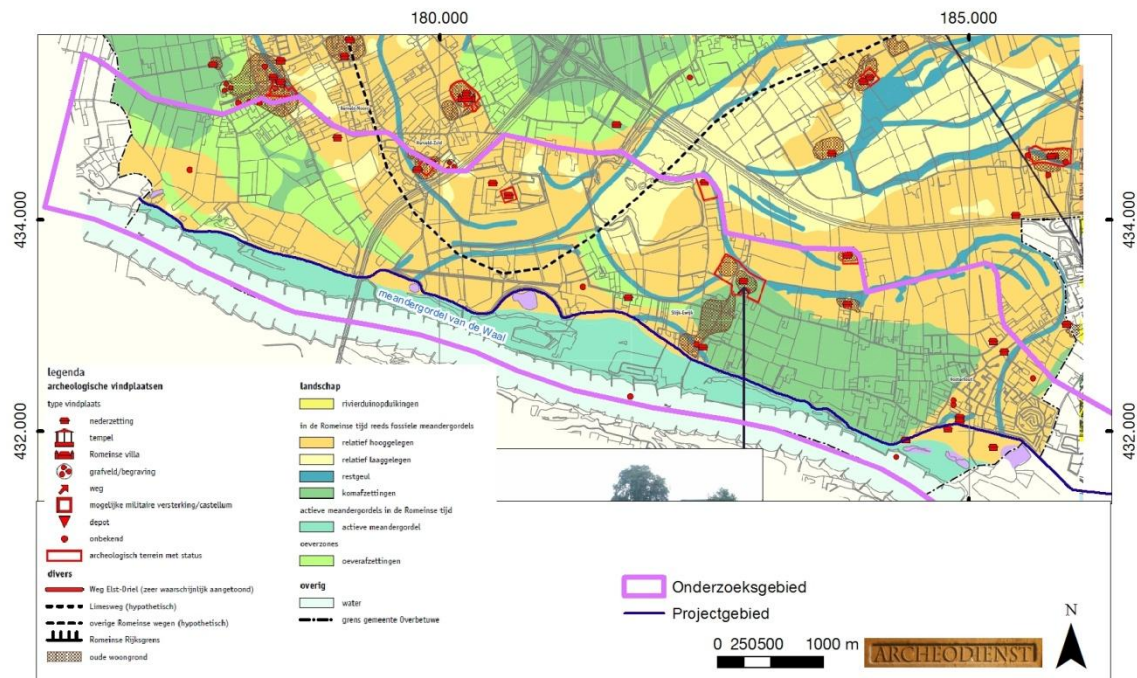 180.000
185.000
434.000
434.000
Slijk-Ewijk
meandergordel van de Waal
432.000
432.000
legenda
archeologische vindplaatsen
type vindplaats
nederzetting
tempel
Romeinse villa
grafveld/begraving
weg
mogelijke militaire versterking/castellum
depot
onbekend
archeologisch terrein met status
divers
Weg Elst-Driel (zeer waarschijnlijk aangetoond)
Limesweg (hypothetisch)
overige Romeinse wegen (hypothetisch)
Romeinse Rijksgrens
oude woongrond
landschap
rivierduinopduikingen
in de Romeinse tijd reeds fossiele meandergordels
relatief hooggelegen
relatief laaggelegen
restgeul
komafzettingen
actieve meandergordels in de Romeinse tijd
actieve meandergordel
oeverzones
oeverafzettingen
overig
water
grens gemeente Overbetuwe
Onderzoeksgebied
Projectgebied
0 250500 1000 m
ARCHEODIENST
N